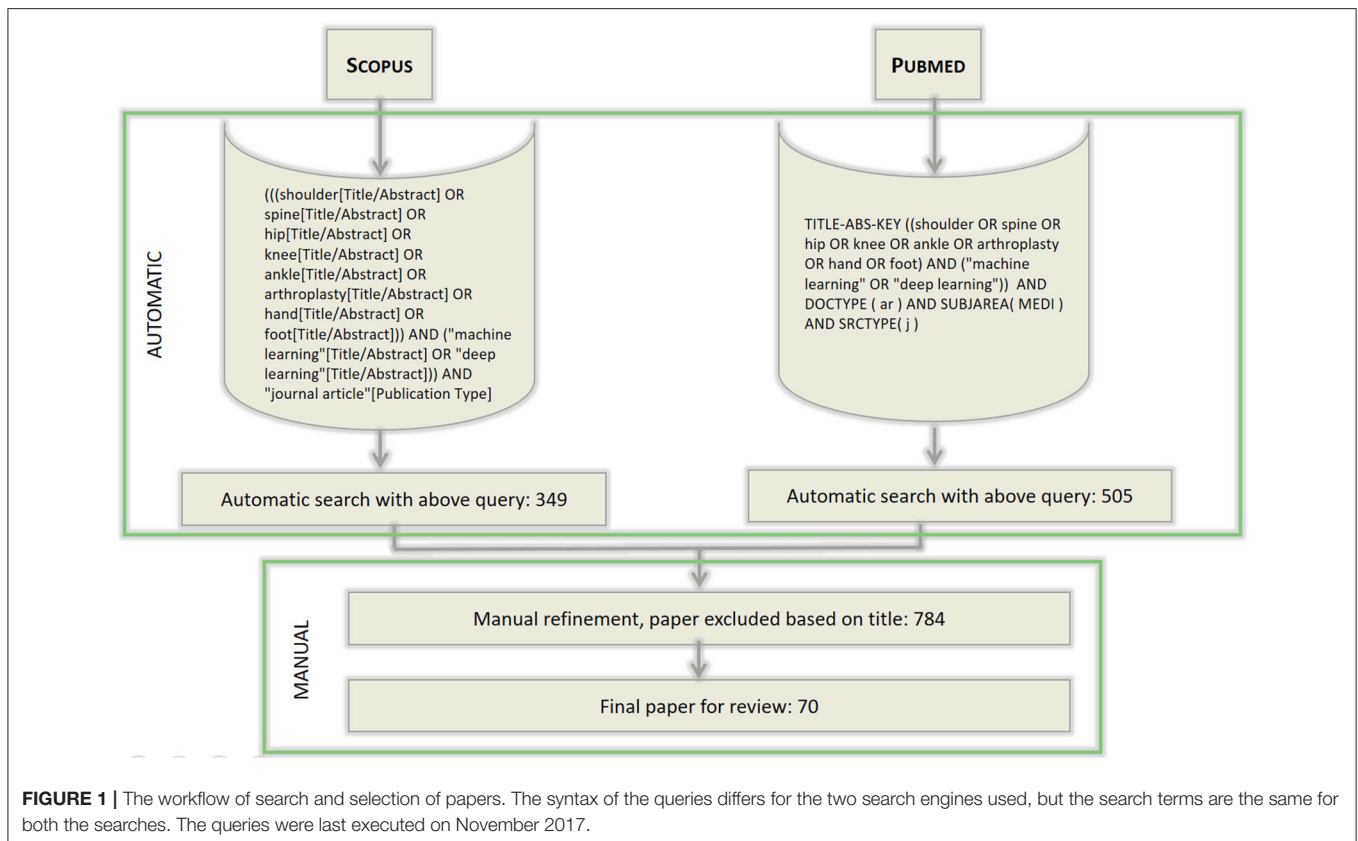 SCOPUS
PUBMED
AUTOMATIC
(((shoulder[Title/Abstract] OR
spine[Title/Abstract] OR
hip[Title/Abstract] OR
knee[Title/Abstract] OR
ankle[Title/Abstract] OR
arthroplasty[Title/Abstract] OR
hand[Title/Abstract] OR
foot[Title/Abstract])) AND ("machine
learning"[Title/Abstract] OR "deep
learning"[Title/Abstract])) AND
"journal article"[Publication Type]
TITLE-ABS-KEY ((shoulder OR spine OR
hip OR knee OR ankle OR arthroplasty
OR hand OR foot) AND ("machine
learning" OR "deep learning")) AND
DOCTYPE ( ar ) AND SUBJAREA( MEDI )
AND SRCTYPE( j )
Automatic search with above query: 349
Automatic search with above query: 505
MANUAL
Manual refinement, paper excluded based on title: 784
Final paper for review: 70
FIGURE 1 | The workflow of search and selection of papers. The syntax of the queries differs for the two search engines used, but the search terms are the same for
both the searches. The queries were last executed on November 2017.